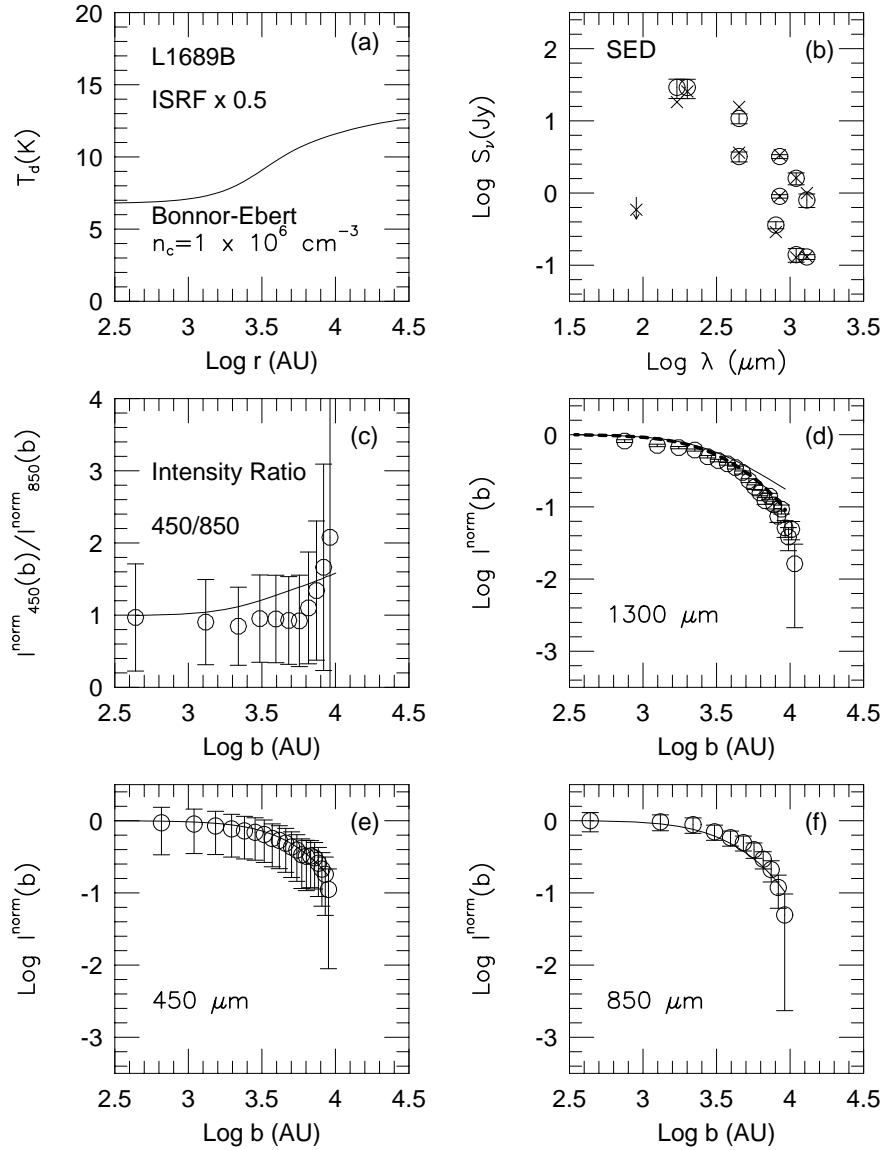 (a)
L1689B
ISRF x 0.5
Bonnor-Ebert
n_c=1 x 10^6 cm^-3
T_d(K)
20
15
10
5
0
2.5 3 3.5 4 4.5
Log r (AU)
(b)
SED
Log S_ν(Jy)
2
1
0
-1
1.5 2 2.5 3 3.5
Log λ (μm)
(c)
Intensity Ratio
450/850
I^norm_450(b)/I^norm_850(b)
4
3
2
1
0
2.5 3 3.5 4 4.5
Log b (AU)
(d)
1300 μm
Log I^norm(b)
0
-1
-2
-3
2.5 3 3.5 4 4.5
Log b (AU)
(e)
450 μm
Log I^norm(b)
0
-1
-2
-3
2.5 3 3.5 4 4.5
Log b (AU)
(f)
850 μm
Log I^norm(b)
0
-1
-2
-3
2.5 3 3.5 4 4.5
Log b (AU)